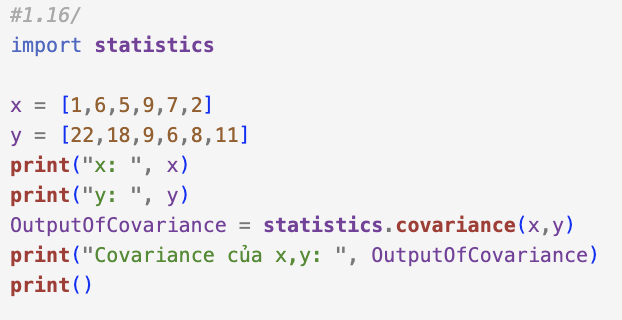 #1.16/
import statistics
x = [1,6,5,9,7,2]
y = [22,18,9,6,8,11]
print("x: ", x)
print("y: ", y)
OutputOfCovariance = statistics.covariance(x,y)
print("Covariance của x,y: ", OutputOfCovariance)
print()